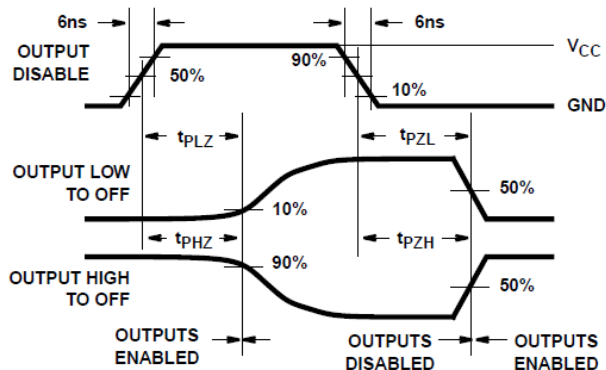 6ns
6ns
OUTPUT
DISABLE
50%
90%
10%
VCC
GND
tPLZ
tPZL
OUTPUT LOW
TO OFF
10%
50%
tPHZ
tPZH
OUTPUT HIGH
TO OFF
90%
50%
OUTPUTS
ENABLED
OUTPUTS
DISABLED
OUTPUTS
ENABLED